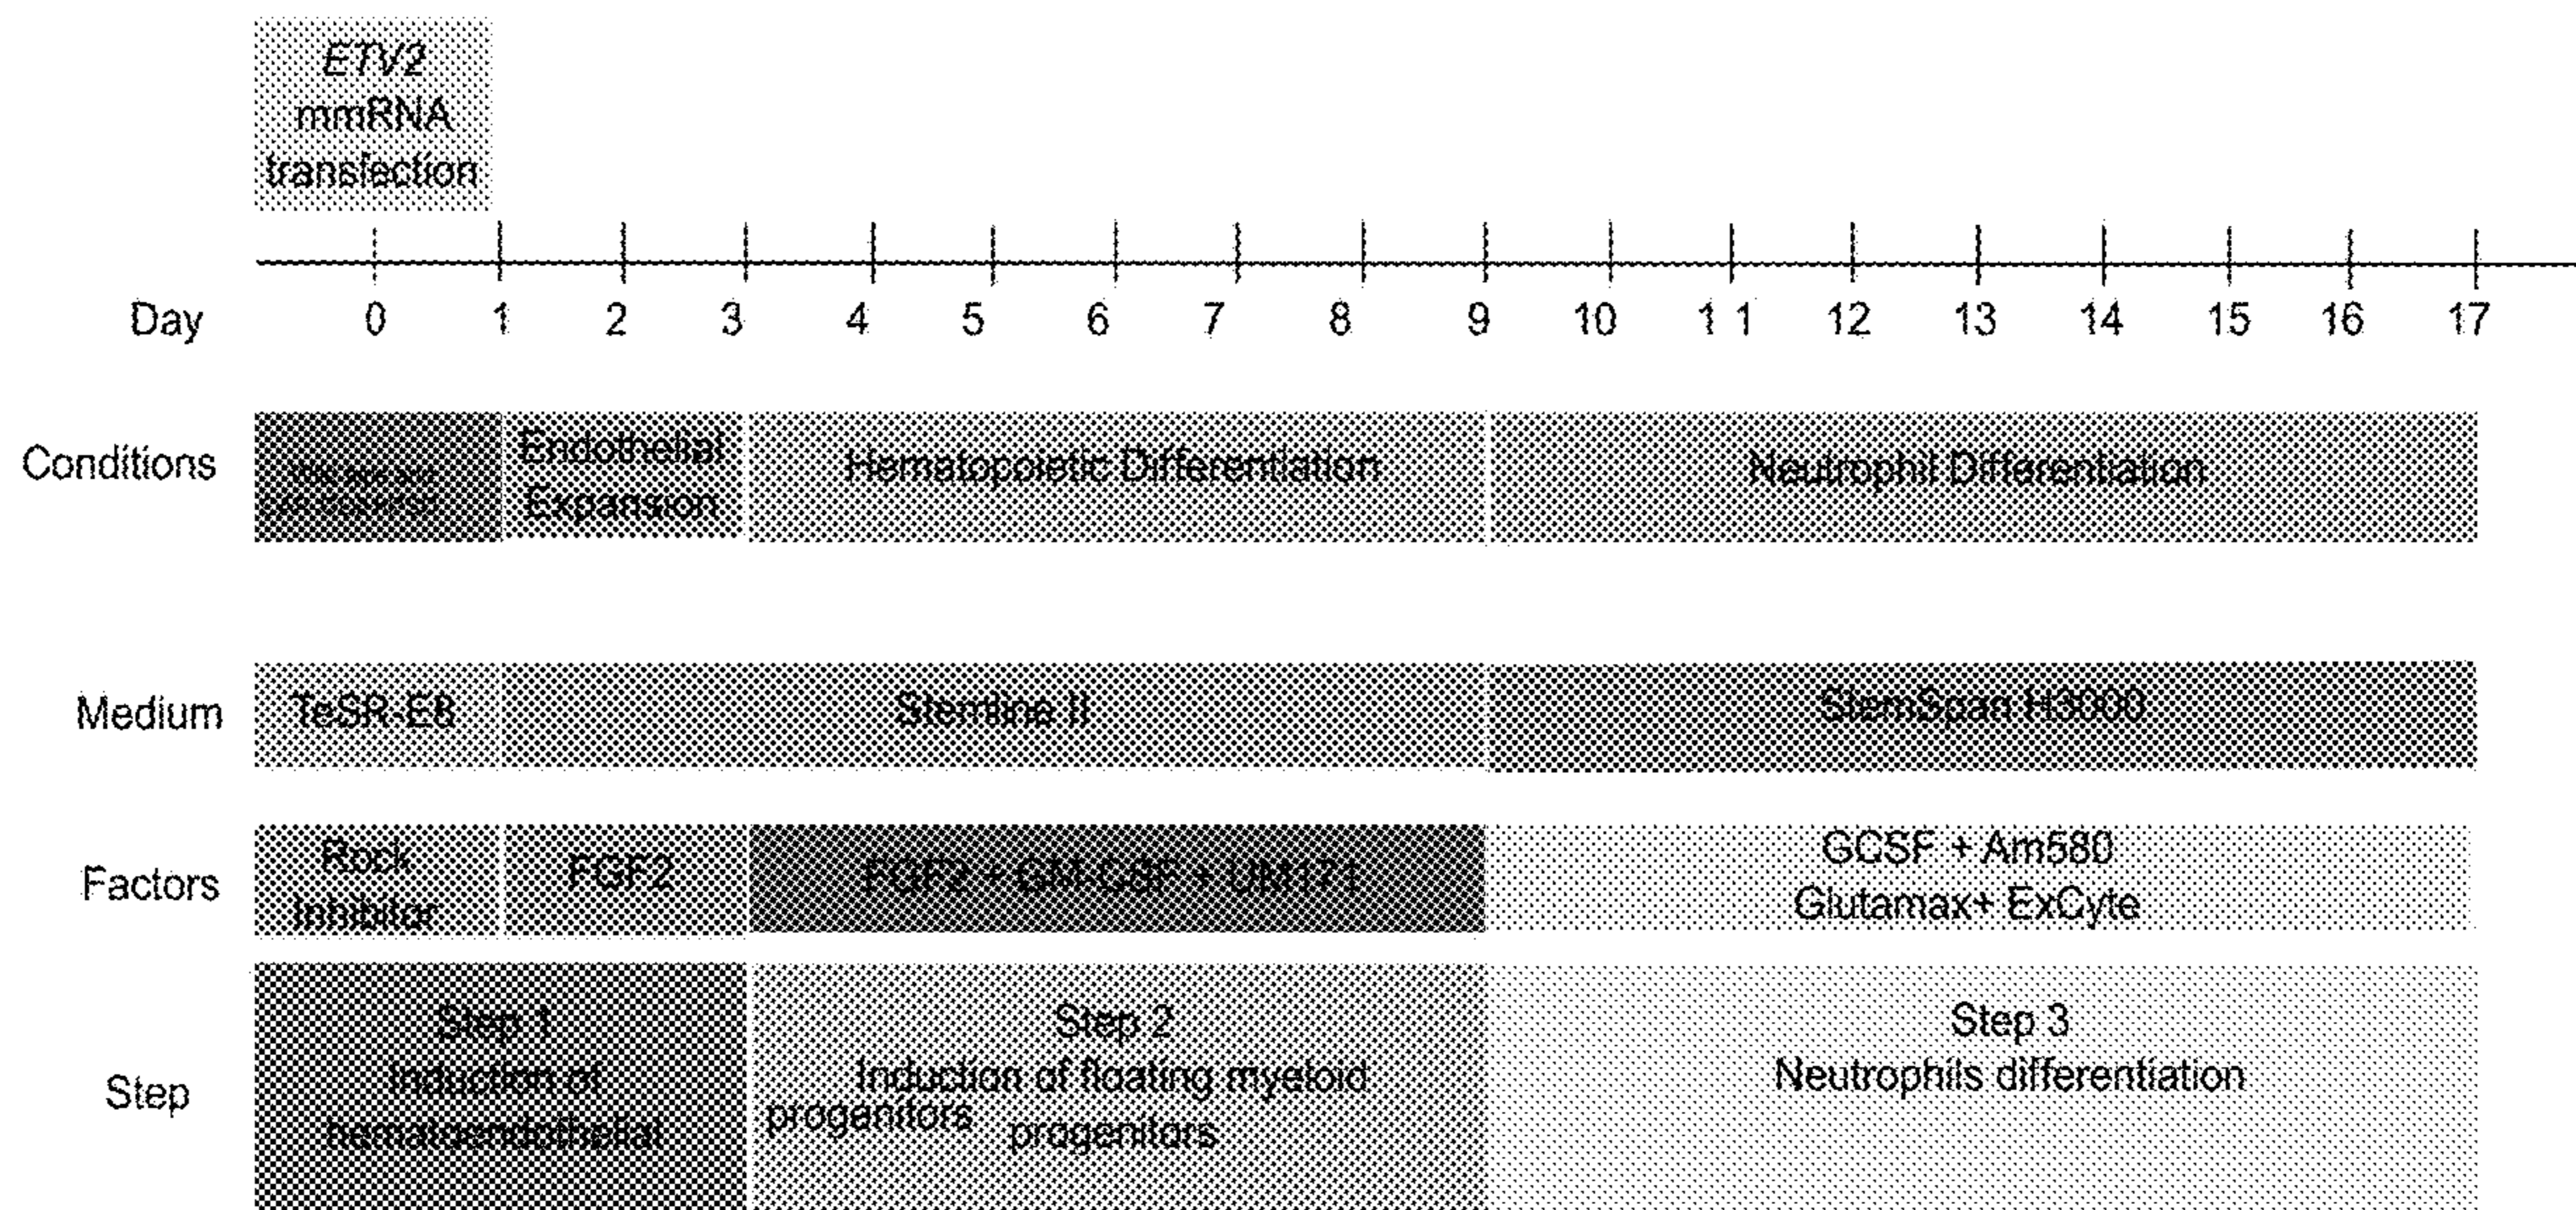 ETV2
mmRNA
transfection
Day 0 1 2 3 4 5 6 7 8 9 10 1 1 12 13 14 15 16 17
Conditions
Endothelial
Expansion
Hematopoietic Differentiation
Neutrophil Differentiation
Medium TeSR-E8 Stemline II StemSpan H3000
Factors
Rock
Inhibitor
FGF2
FGF2 + GM-CSF + UM171
GCSF + Am580
Glutamax+ ExCyte
Step
Step 1
Induction of
hematoendothelial
progenitors
Step 2
Induction of floating myeloid
progenitors
Step 3
Neutrophils differentiation